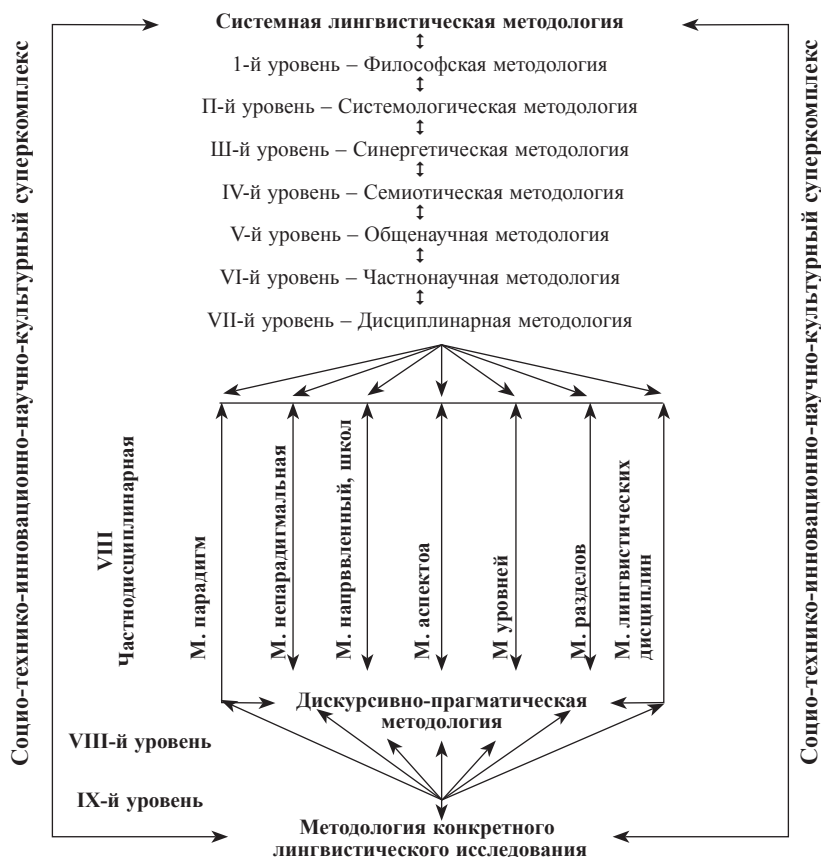 Системная лингвистическая методология
1-й уровень – Философская методология
П-й уровень – Системологическая методология
Ш-й уровень – Синергетическая методология
IV-й уровень – Семиотическая методология
V-й уровень – Общенаучная методология
VI-й уровень – Частнонаучная методология
VII-й уровень – Дисциплинарная методология
Социо-технико-инновационно-научно-культурный суперкомплекс
VIII
Частнодисциплинарная
М. парадигм
М. непарадигмальная
М. напрввленный, школ
М. аспектоа
М уровней
М. разделов
М. лингвистических
дисциплин
Социо-технико-инновационно-научно-культурный суперкомплекс
Дискурсивно-прагматическая
методология
VIII-й уровень
IX-й уровень
Методология конкретного
лингвистического исследования